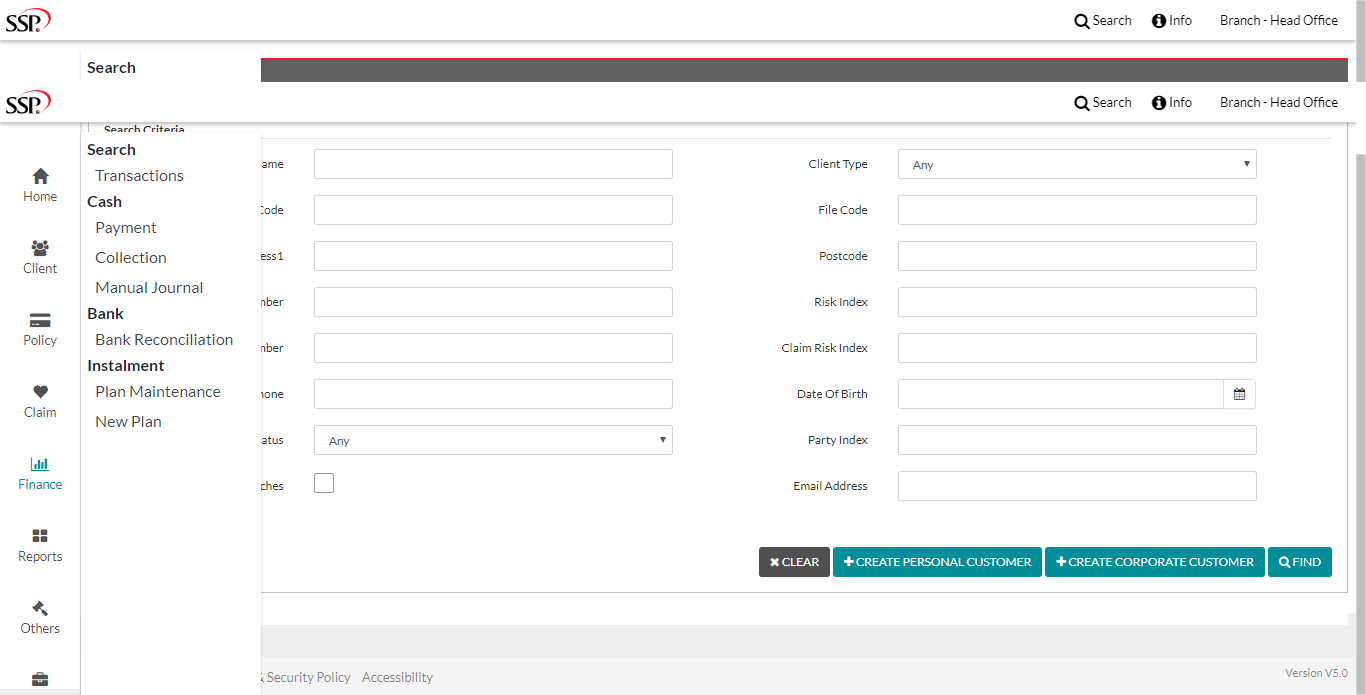 SSP. Search Info Branch - Head Office
Search
SSP. Search Info Branch - Head Office
Search Criteria
Home
Client
Policy
Claim
Finance
Reports
Others
Search
Transactions
Cash
Payment
Collection
Manual Journal
Bank
Bank Reconciliation
Instalment
Plan Maintenance
New Plan
ame Client Type Any
Code File Code
ess1 Postcode
mber Risk Index
mber Claim Risk Index
hone Date Of Birth
atus Any Party Index
ches Email Address
CLEAR CREATE PERSONAL CUSTOMER CREATE CORPORATE CUSTOMER FIND
& Security Policy Accessibility Version V5.0